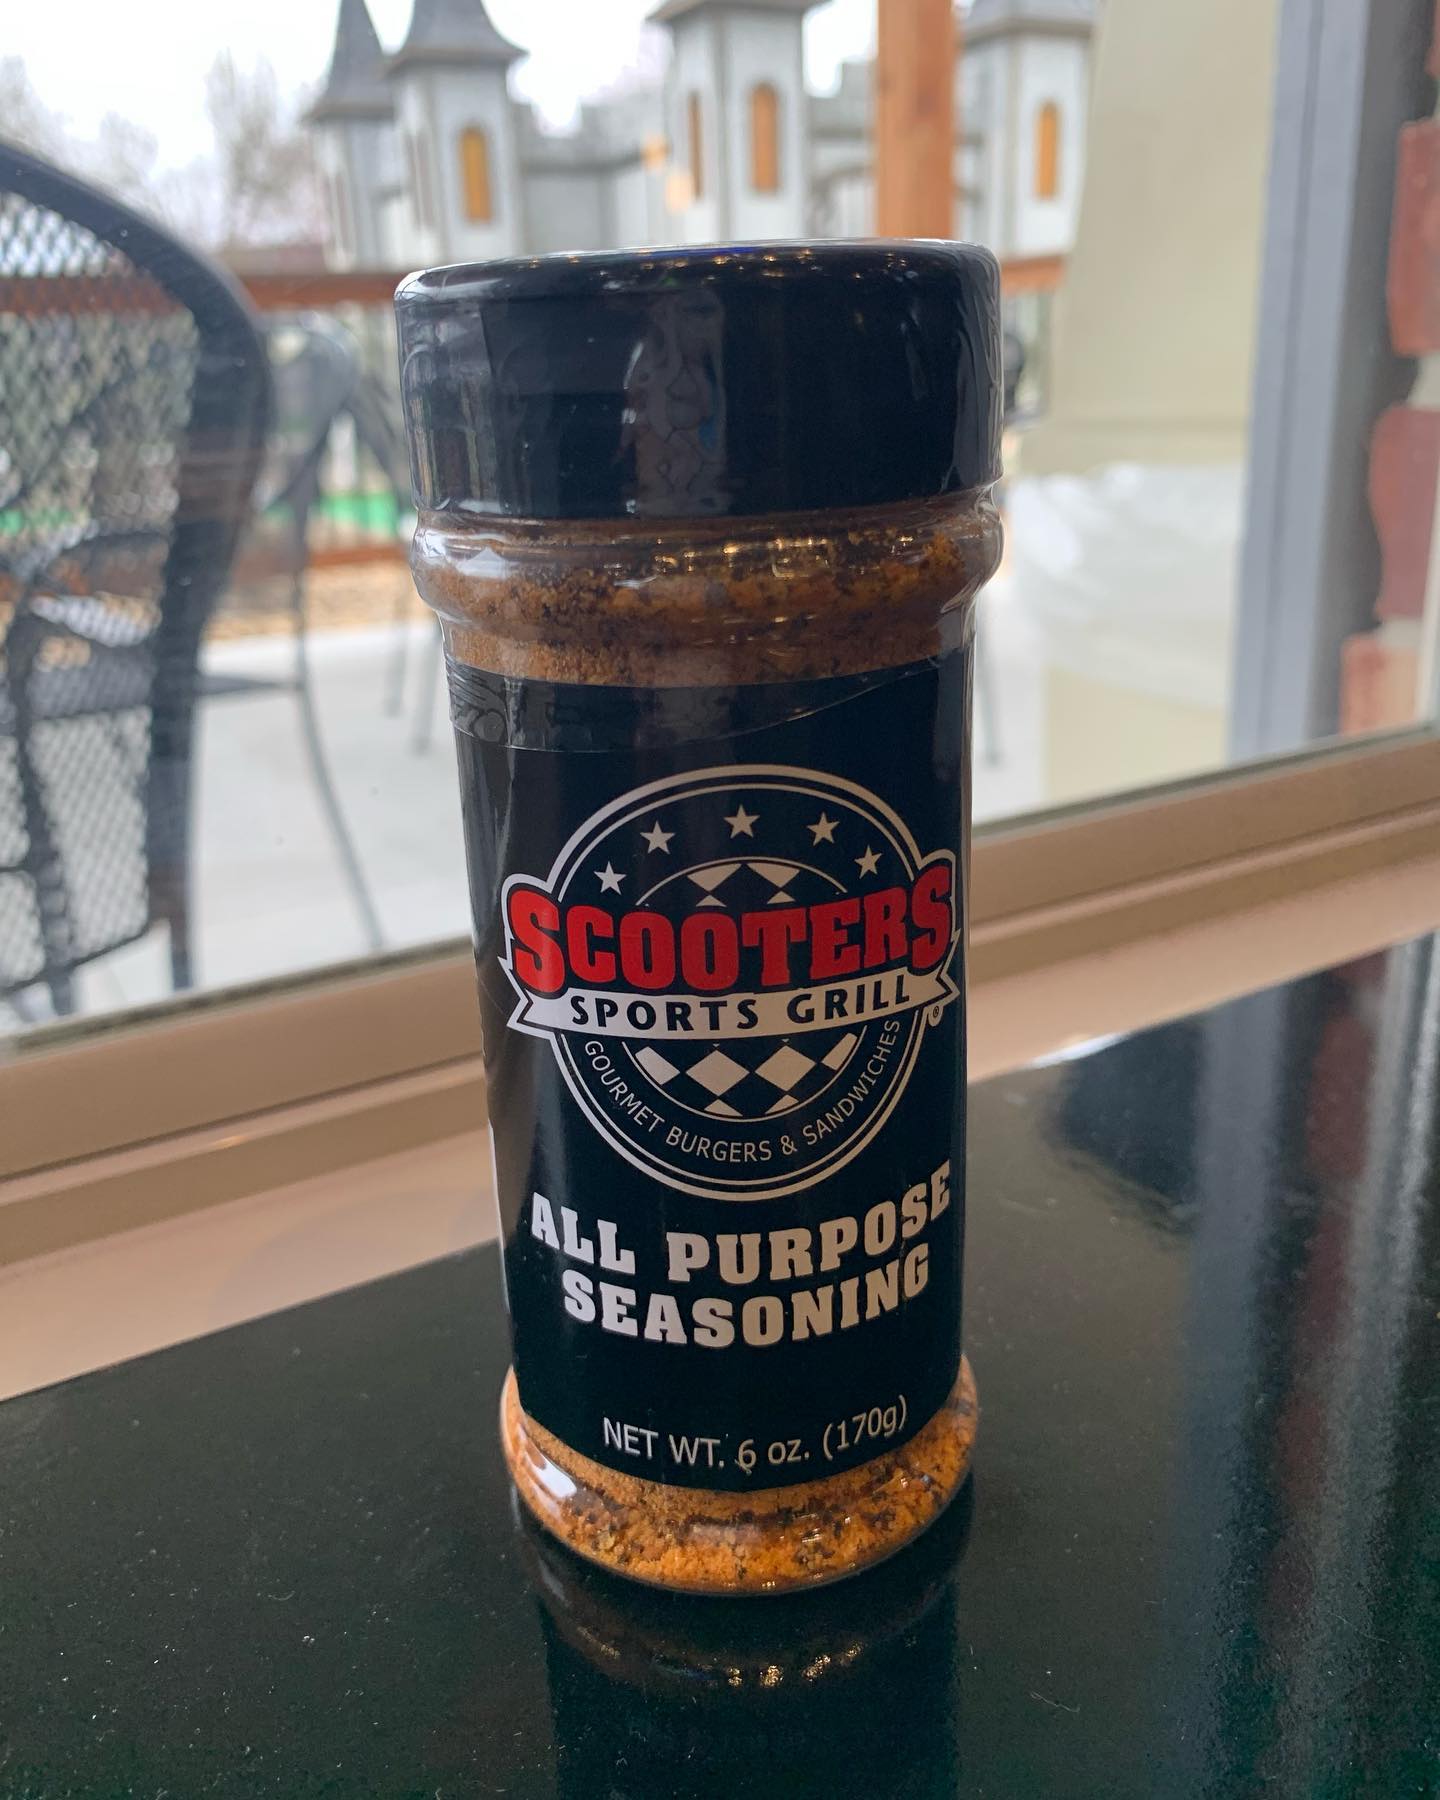 SCOOTERS
SPORTS GRILL
®
GOURMET BURGERS & SANDWICHES
ALL PURPOSE
SEASONING
NET WT. 6 oz. (170g)